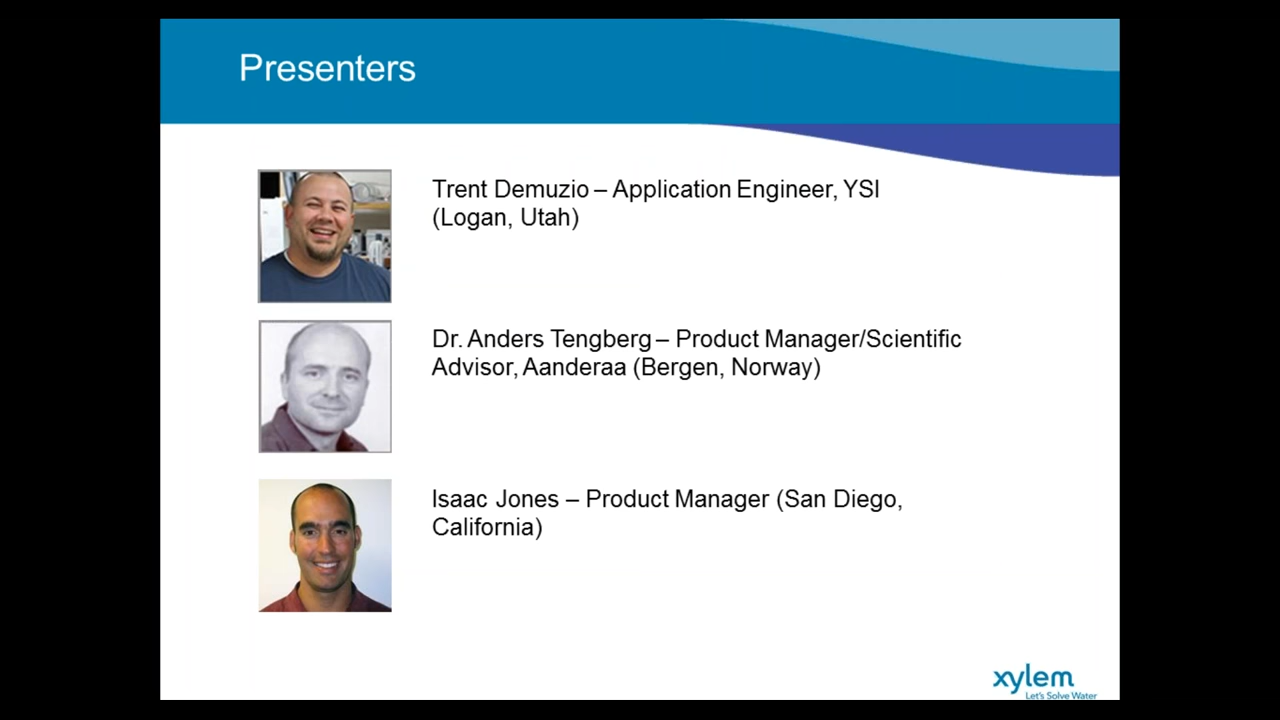 Presenters
Trent Demuzio – Application Engineer, YSI
(Logan, Utah)
Dr. Anders Tengberg – Product Manager/Scientific
Advisor, Aanderaa (Bergen, Norway)
Isaac Jones – Product Manager (San Diego,
California)
xylem
Let's Solve Water